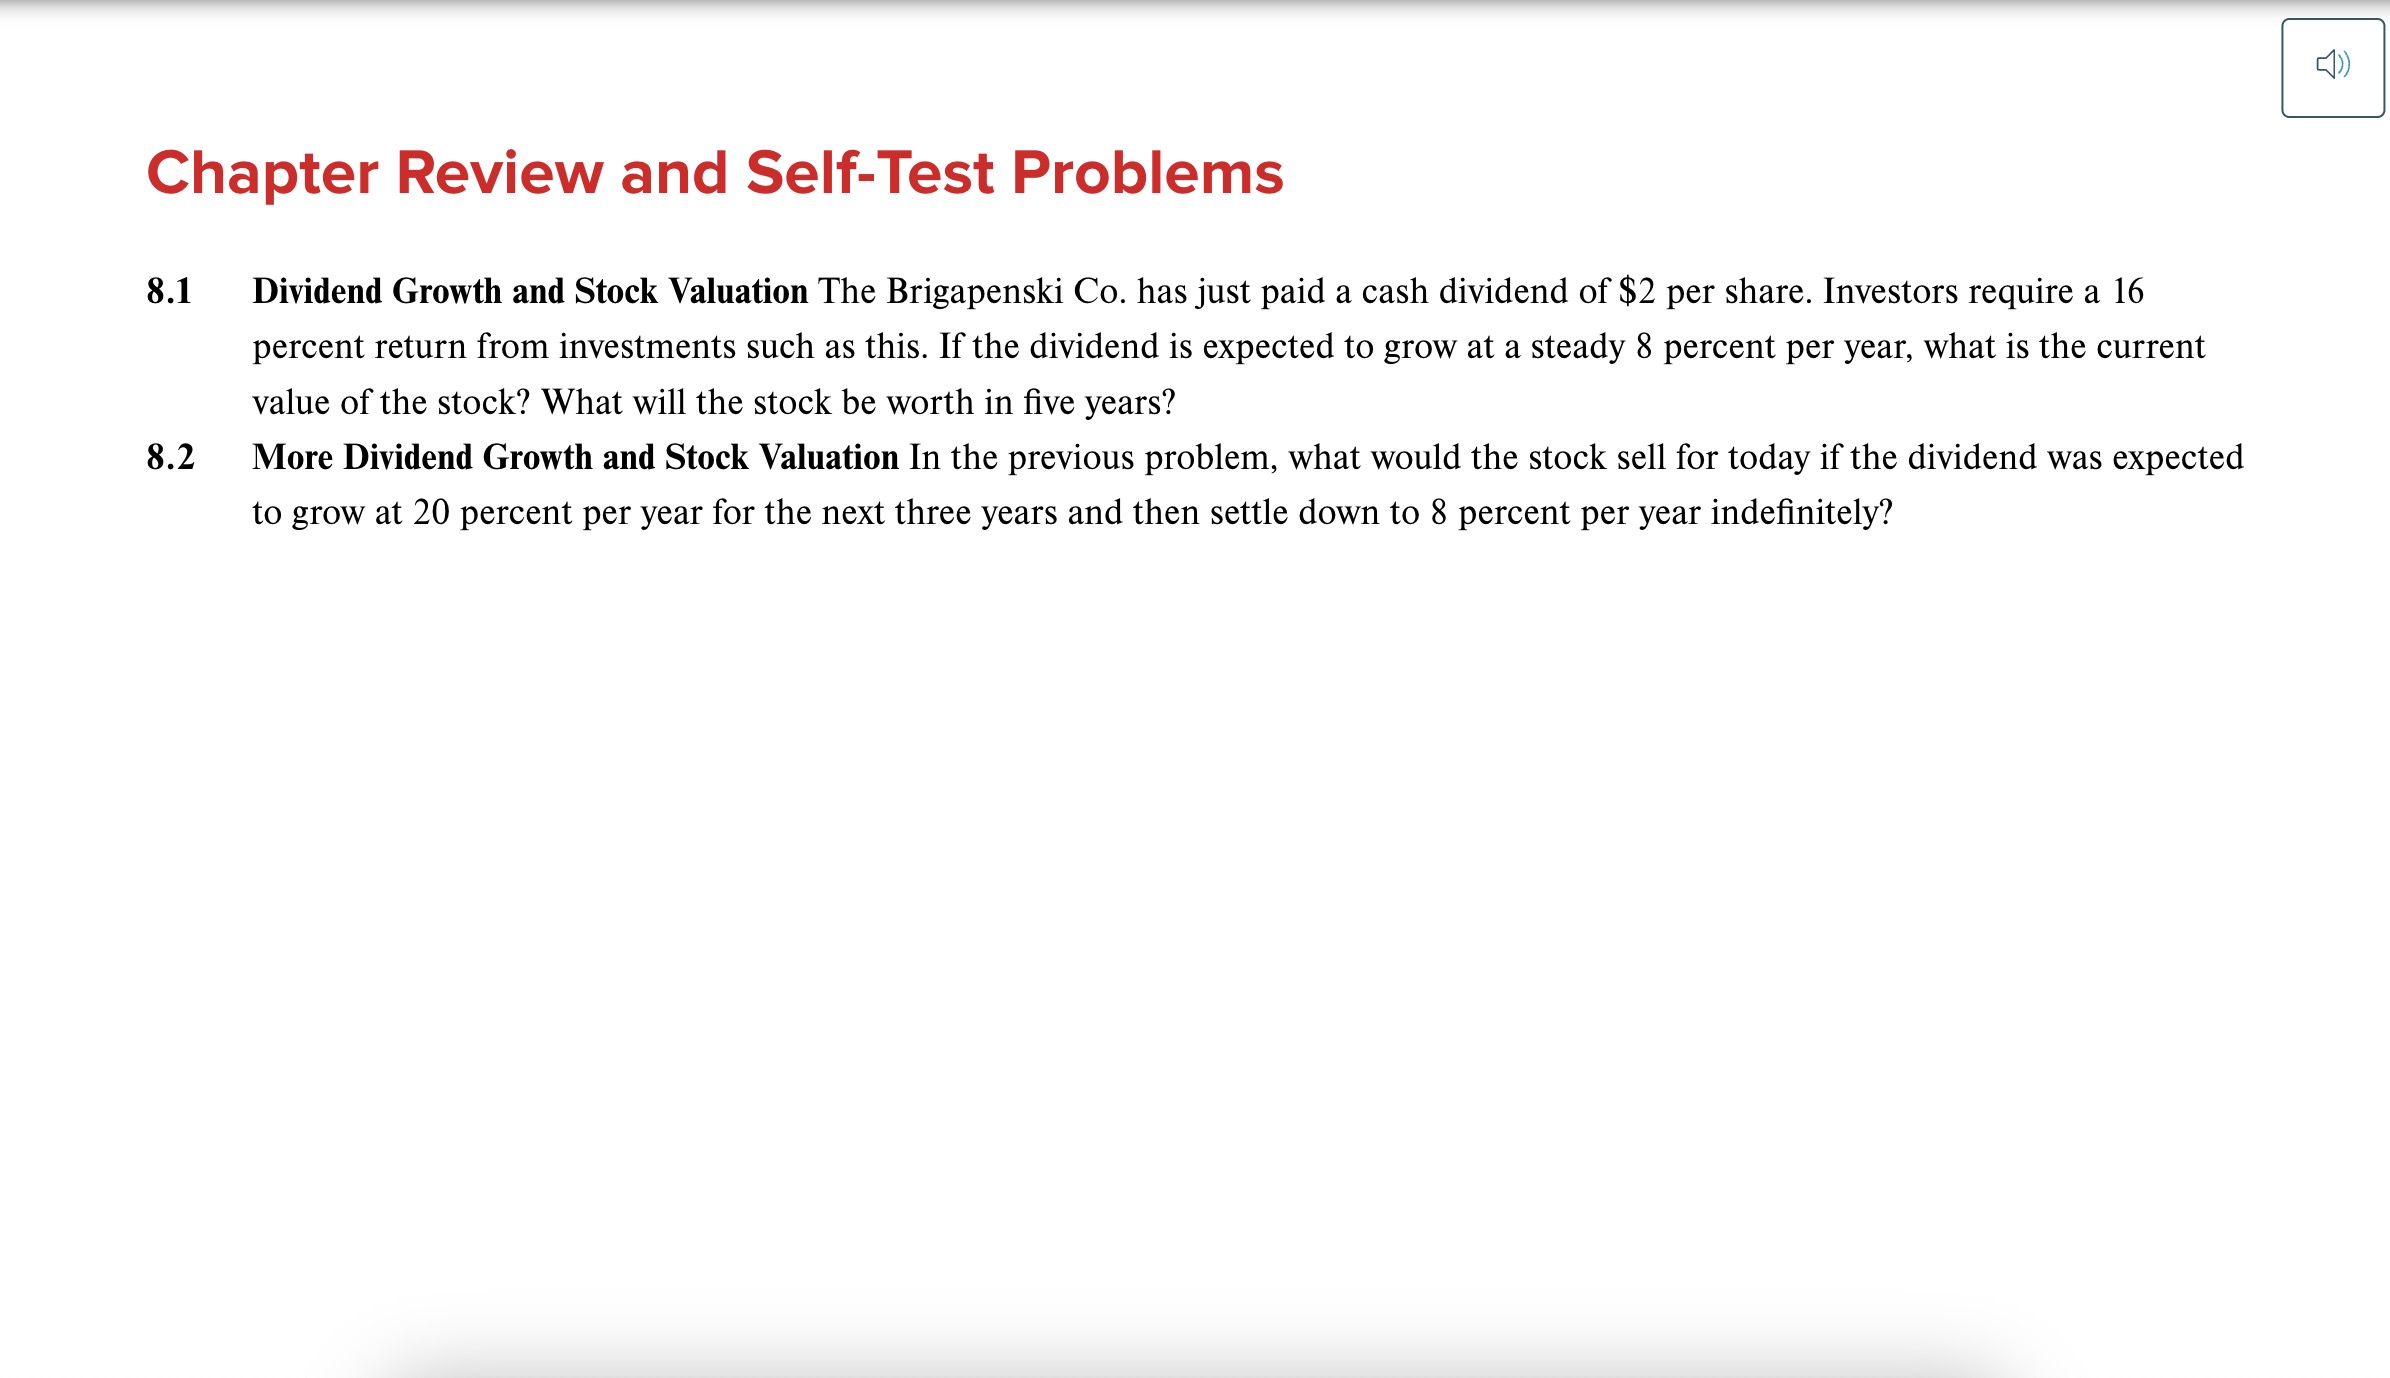 Chapter Review and Self-Test Problems
8.1 Dividend Growth and Stock Valuation The Brigapenski Co. has just paid a cash dividend of $2 per share. Investors require a 16
percent return from investments such as this. If the dividend is expected to grow at a steady 8 percent per year, what is the current
value of the stock? What will the stock be worth in five years?
8.2 More Dividend Growth and Stock Valuation In the previous problem, what would the stock sell for today if the dividend was expected
to grow at 20 percent per year for the next three years and then settle down to 8 percent per year indefinitely?